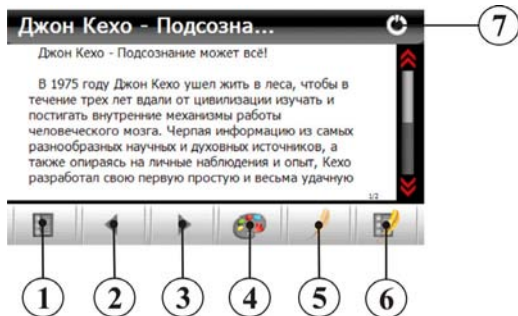 Джон Кехо - Подсозна...
7
Джон Кехо - Подсознание может всё!
В 1975 году Джон Кехо ушел жить в леса, чтобы в
течение трех лет вдали от цивилизации изучать и
постигать внутренние механизмы работы
человеческого мозга. Черпая информацию из самых
разнообразных научных и духовных источников, а
также опираясь на личные наблюдения и опыт, Кехо
разработал свою первую простую и весьма удачную
1/2
1 2 3 4 5 6